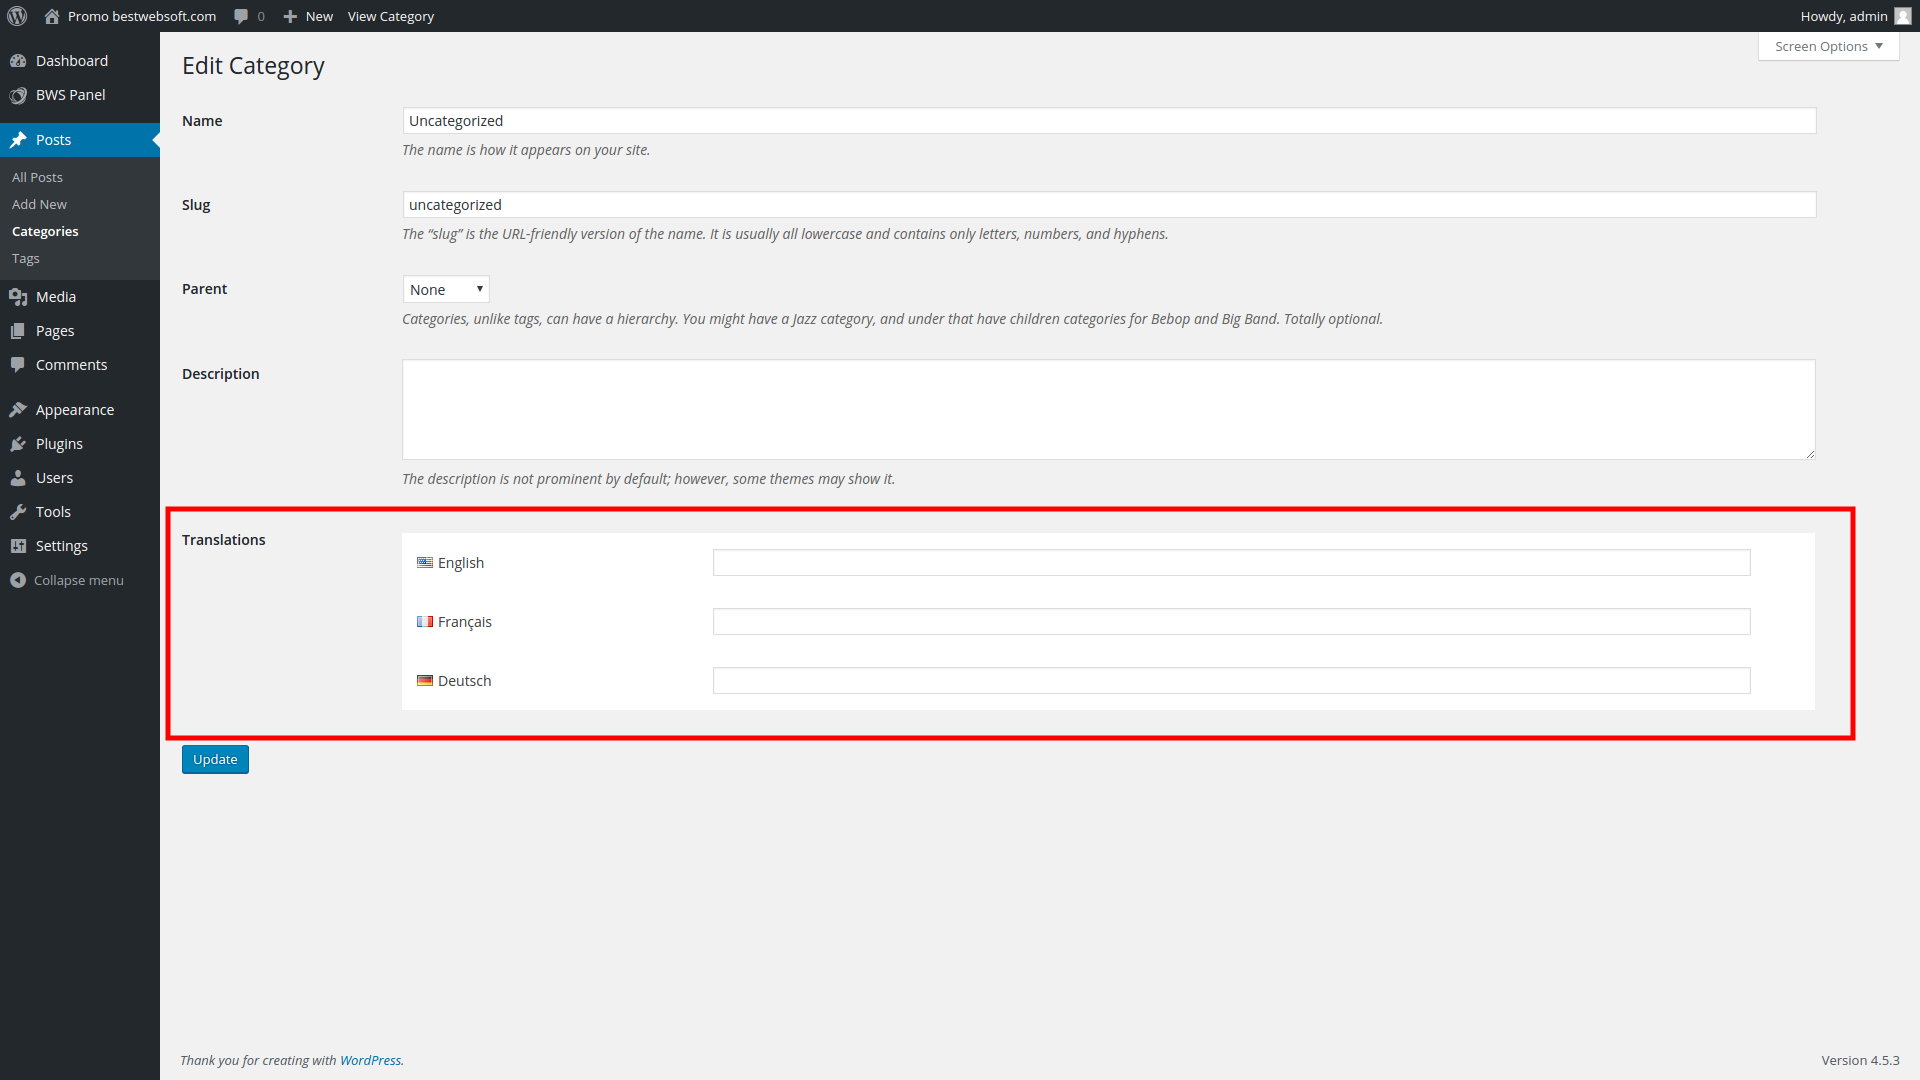 Promo bestwebsoft.com 0 New View Category Howdy, admin
Screen Options
Dashboard
BWS Panel
Posts
All Posts
Add New
Categories
Tags
Media
Pages
Comments
Appearance
Plugins
Users
Tools
Settings
Collapse menu
Edit Category
Name Uncategorized
The name is how it appears on your site.
Slug uncategorized
The “slug” is the URL-friendly version of the name. It is usually all lowercase and contains only letters, numbers, and hyphens.
Parent None
Categories, unlike tags, can have a hierarchy. You might have a Jazz category, and under that have children categories for Bebop and Big Band. Totally optional.
Description
The description is not prominent by default; however, some themes may show it.
Translations
English
Français
Deutsch
Update
Thank you for creating with WordPress. Version 4.5.3